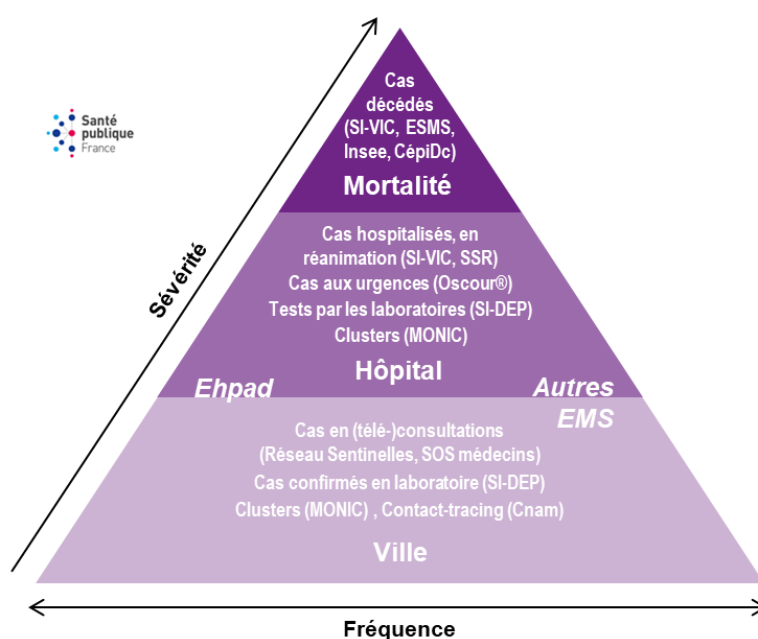 Santé
publique
France
Cas
décédés
(SI-VIC, ESMS,
Insee, CépiDc)
Mortalité
Sévérité
Cas hospitalisés, en
réanimation (SI-VIC, SSR)
Cas aux urgences (Oscour®)
Tests par les laboratoires (SI-DEP)
Clusters (MONIC)
Hôpital
Ehpad
Autres
EMS
Cas en (télé-)consultations
(Réseau Sentinelles, SOS médecins)
Cas confirmés en laboratoire (SI-DEP)
Clusters (MONIC) , Contact-tracing (Cnam)
Ville
Fréquence